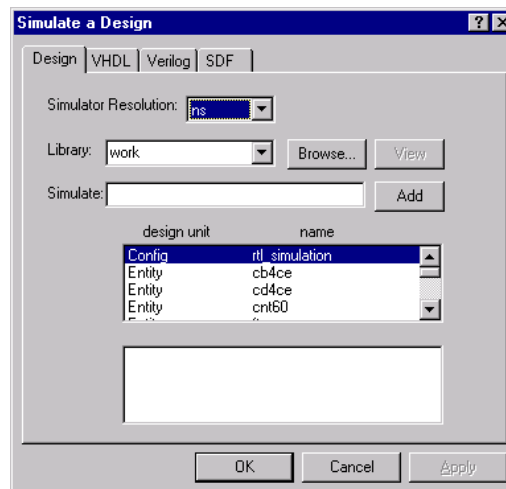 Simulate a Design
Design VHDL Verilog SDF
Simulator Resolution: ns
Library: work Browse... View
Simulate: Add
design unit name
Config rtl_simulation
Entity cb4ce
Entity cd4ce
Entity cnt60
OK Cancel Apply